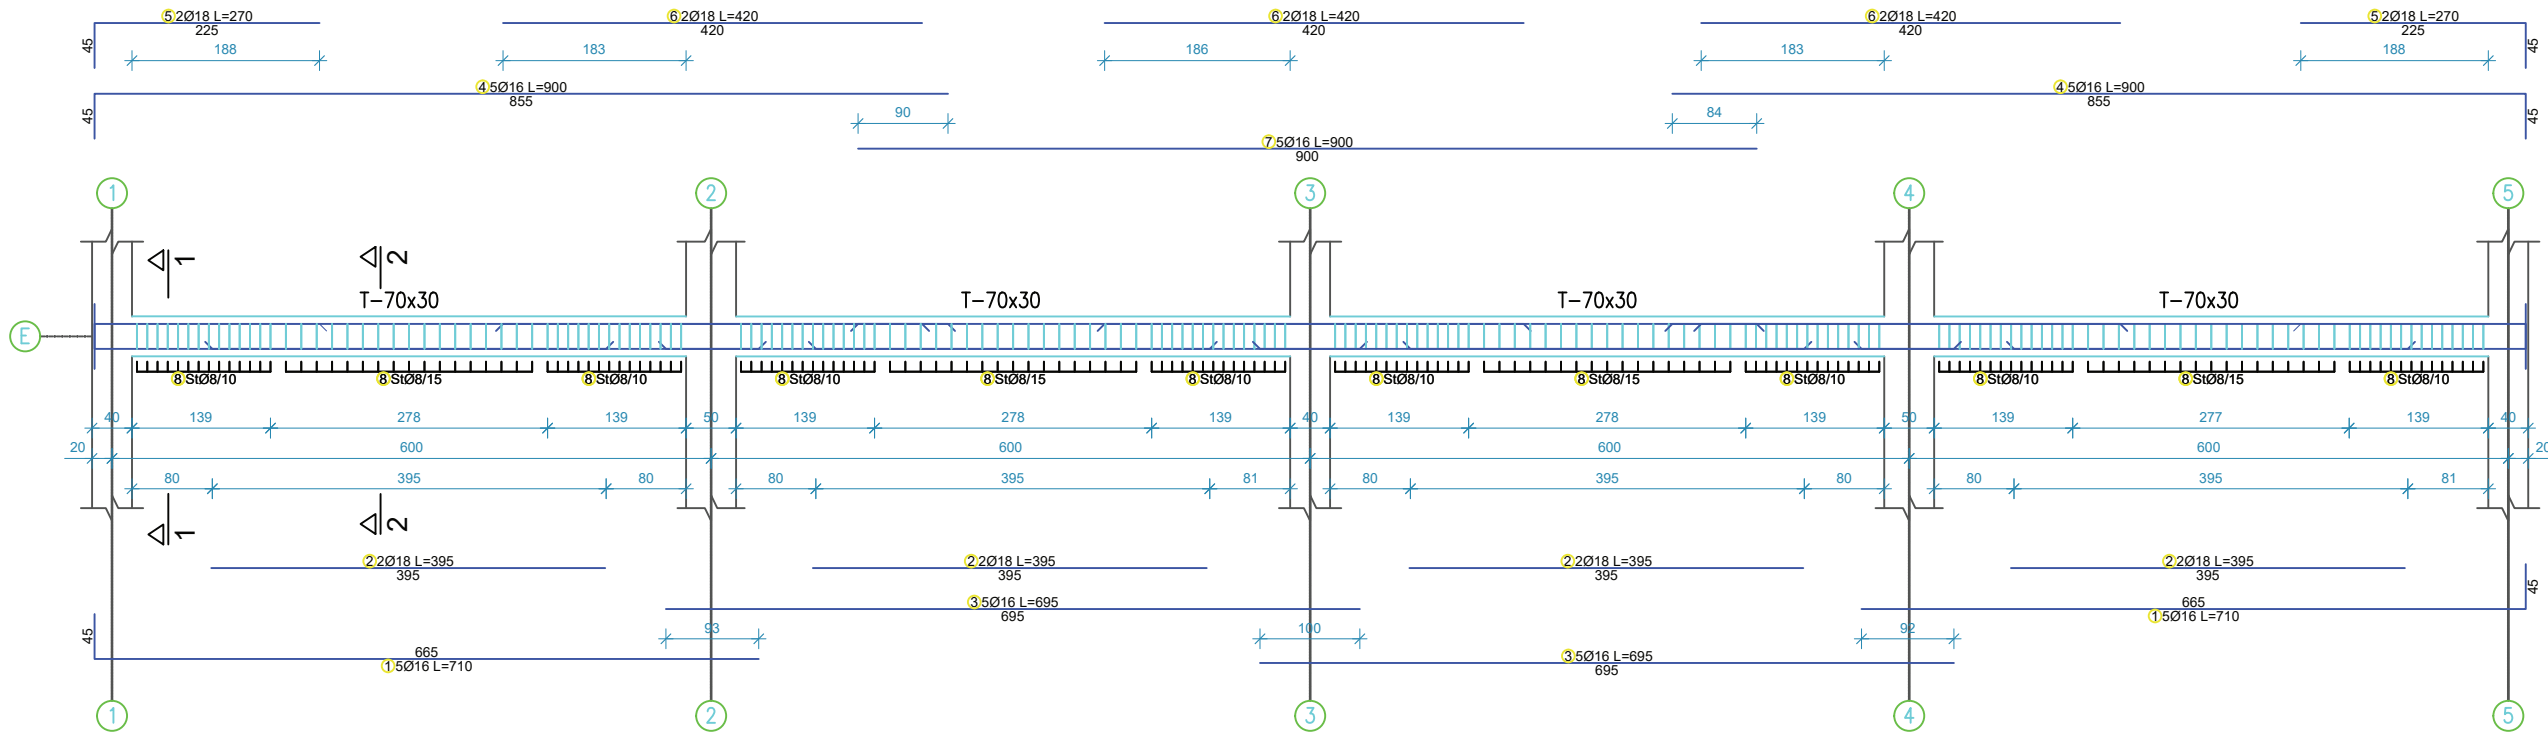 5 2Ø18 L=270 6 2Ø18 L=420 6 2Ø18 L=420 6 2Ø18 L=420 5 2Ø18 L=270
225 420 420 420 225
45 188 183 186 183 188 45
4 5Ø16 L=900 4 5Ø16 L=900
855 855
45 90 84 45
7 5Ø16 L=900
900
1 2 3 4 5
1 2
T-70x30 T-70x30 T-70x30 T-70x30
E
8 StØ8/10 8 StØ8/15 8 StØ8/10 8 StØ8/10 8 StØ8/15 8 StØ8/10 8 StØ8/10 8 StØ8/15 8 StØ8/10 8 StØ8/10 8 StØ8/15 8 StØ8/10
40 139 278 139 50 139 278 139 40 139 278 139 50 139 277 139 40
20 600 600 600 600 20
80 395 80 80 395 81 80 395 80 80 395 81
1 2
2 2Ø18 L=395 2 2Ø18 L=395 2 2Ø18 L=395 2 2Ø18 L=395
395 395 395 395
45
3 5Ø16 L=695 665
695 1 5Ø16 L=710
45 93 100 92
665 3 5Ø16 L=695
1 5Ø16 L=710 695
1 2 3 4 5